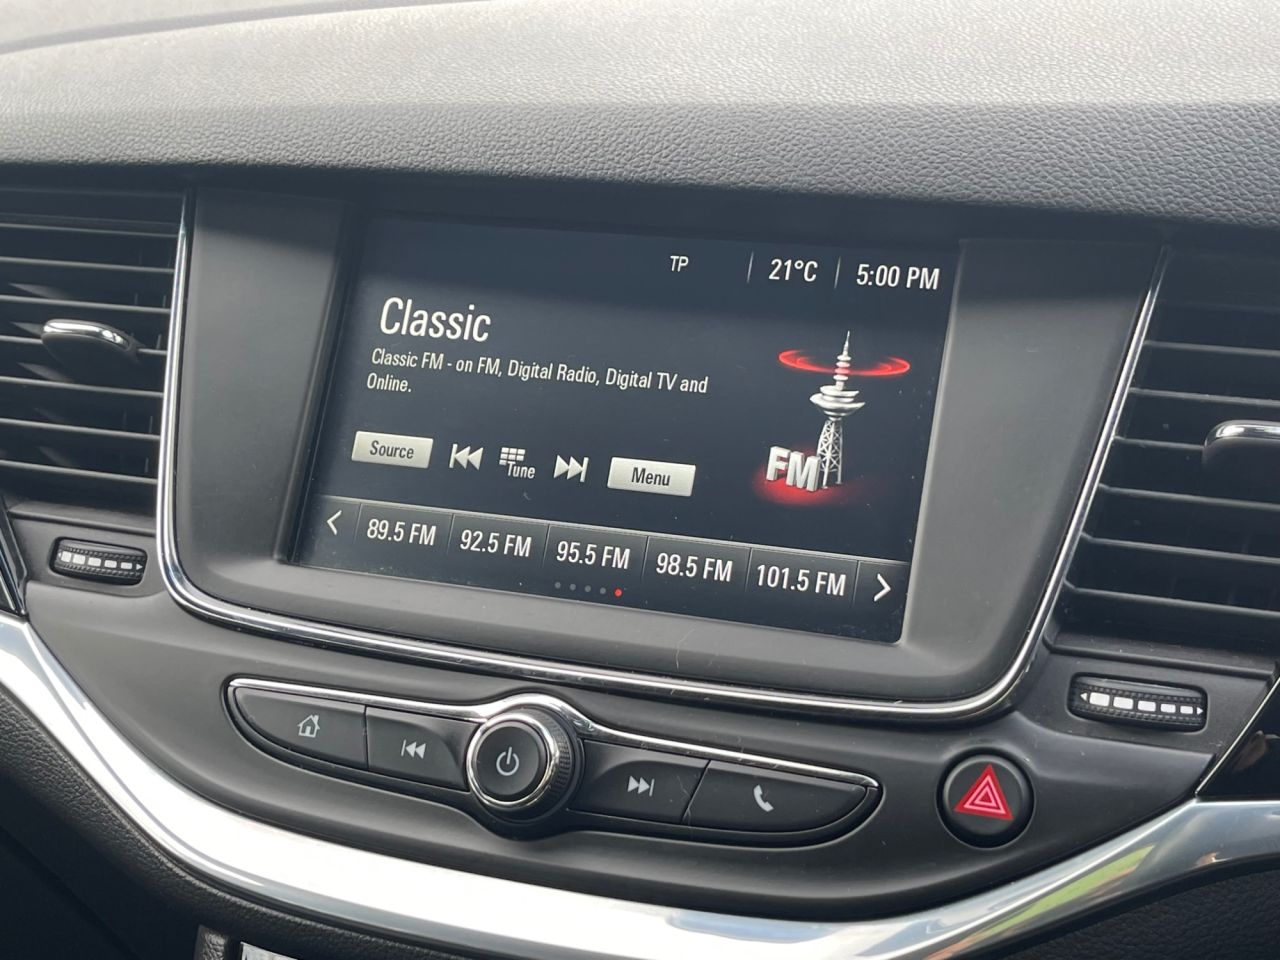 TP
21°C
5:00 PM
Classic
Classic FM - on FM, Digital Radio, Digital TV and
Online.
Source
Tune
Menu
FM
89.5 FM
92.5 FM
95.5 FM
98.5 FM
101.5 FM